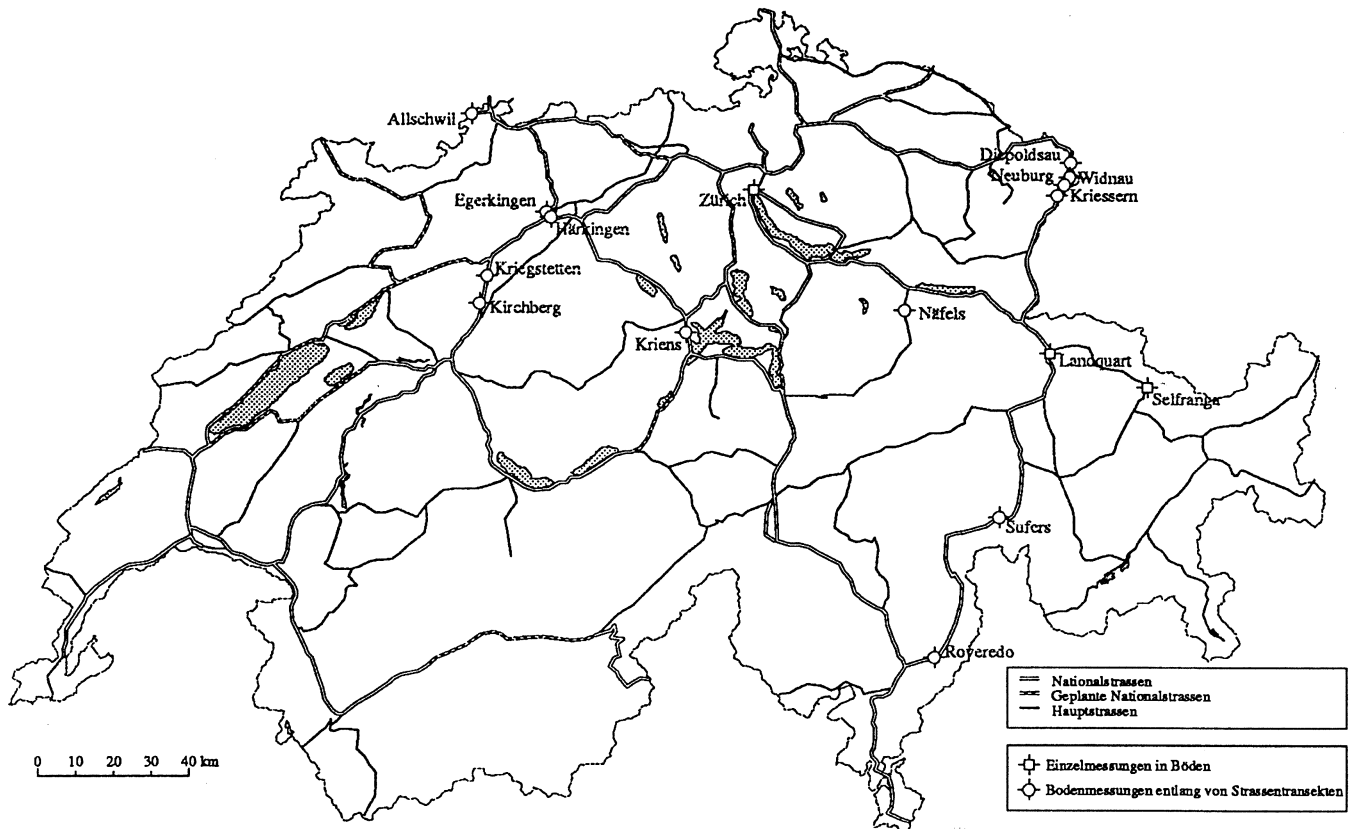 Allschwil
Diepoldsau
Neuburg
Widnau
Kriessern
Zürich
Egerkingen
Härkingen
Kriegstetten
Kirchberg
Näfels
Kriens
Landquart
Selfranga
Sufers
Roveredo
Nationalstrassen
Geplante Nationalstrassen
Hauptstrassen
0 10 20 30 40 km
Einzelmessungen in Böden
Bodenmessungen entlang von Strassentransekten